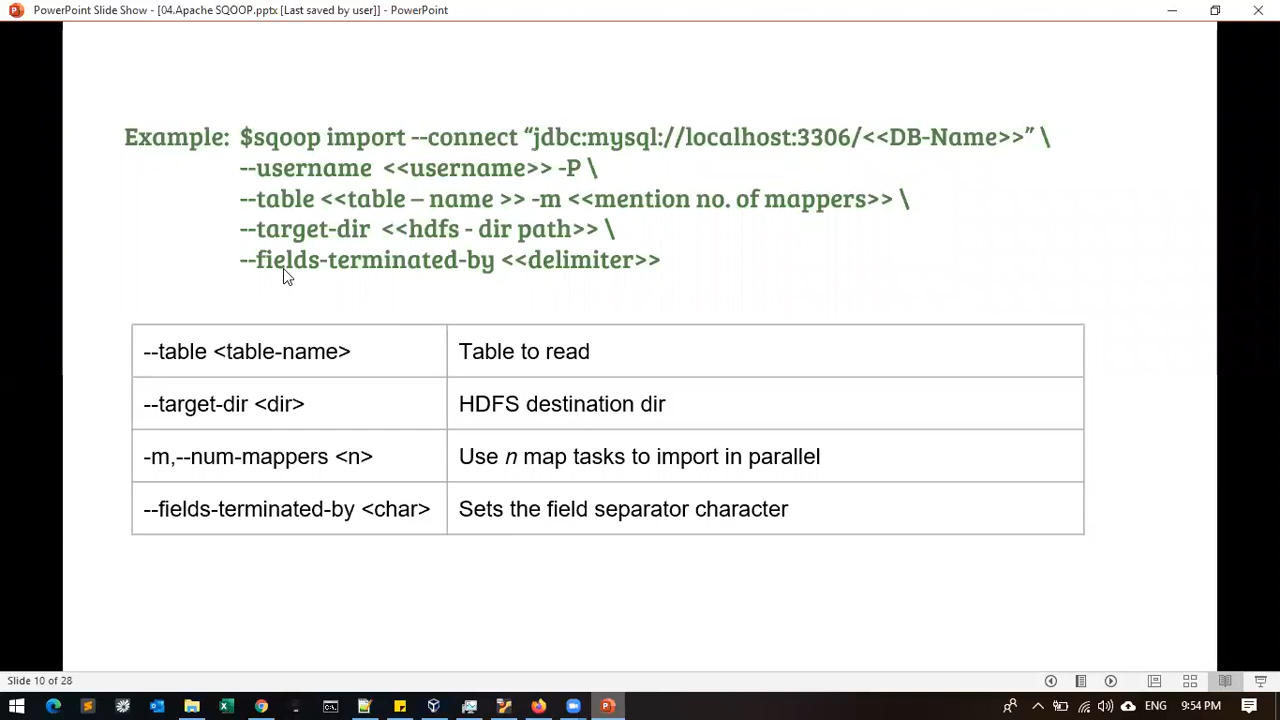 PowerPoint Slide Show - [04.Apache SQOOP.pptx [Last saved by user]] - PowerPoint
Example: $sqoop import --connect “jdbc:mysql://localhost:3306/<<DB-Name>>” \
--username <<username>> -P \
--table <<table – name >> -m <<mention no. of mappers>> \
--target-dir <<hdfs - dir path>> \
--fields-terminated-by <<delimiter>>
--table <table-name> Table to read
--target-dir <dir> HDFS destination dir
-m,--num-mappers <n> Use n map tasks to import in parallel
--fields-terminated-by <char> Sets the field separator character
Slide 10 of 28
ENG 9:54 PM